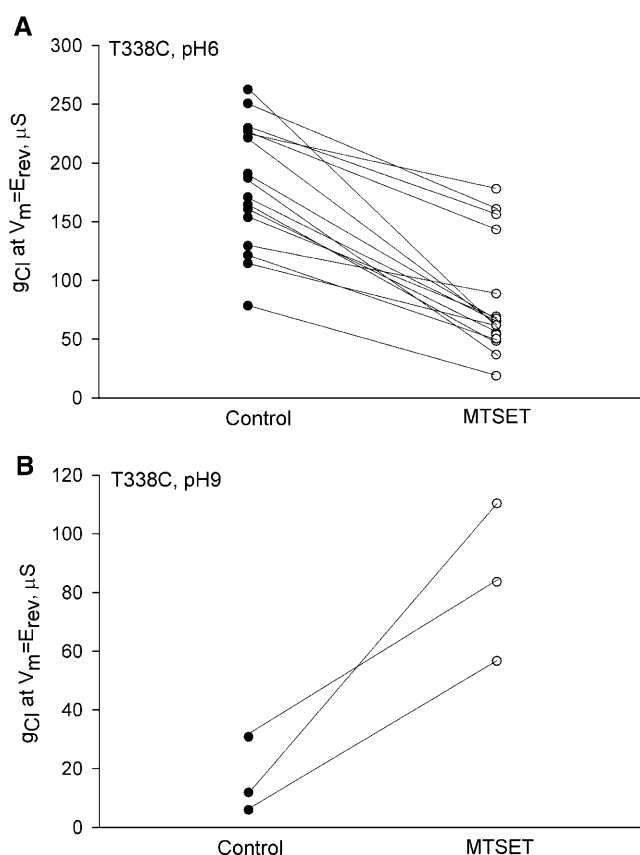 A
T338C, pH6
gCl at Vm=Erev, μS
300
250
200
150
100
50
0
Control MTSET
B
T338C, pH9
gCl at Vm=Erev, μS
120
100
80
60
40
20
0
Control MTSET